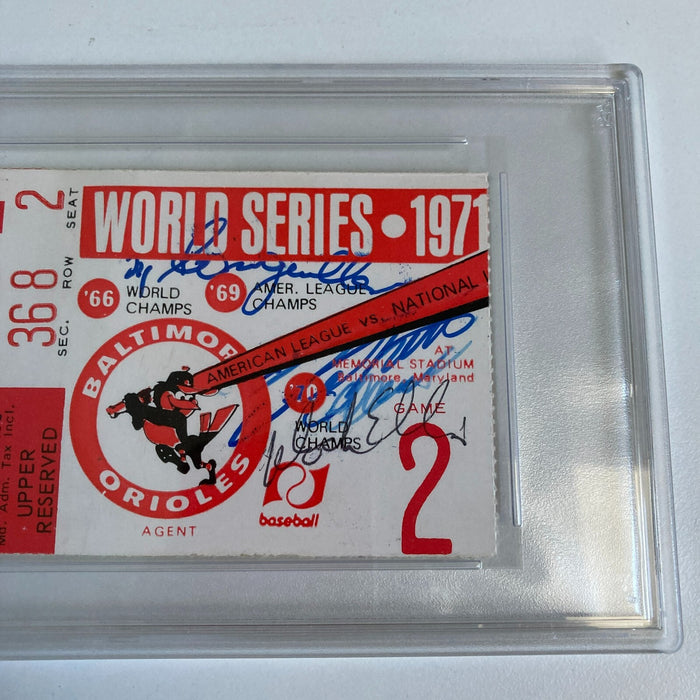 2
SEAT
8
ROW
36
SEC.
Md. Adm. Tax Incl.
UPPER
RESERVED
WORLD SERIES • 1971
'66 WORLD CHAMPS
'69 AMER. LEAGUE CHAMPS
AMERICAN LEAGUE vs. NATIONAL
BALTIMOR
ORIOLES
AGENT
'70 WORLD CHAMPS
AT
MEMORIAL STADIUM
Baltimore, Maryland
GAME
2
baseball